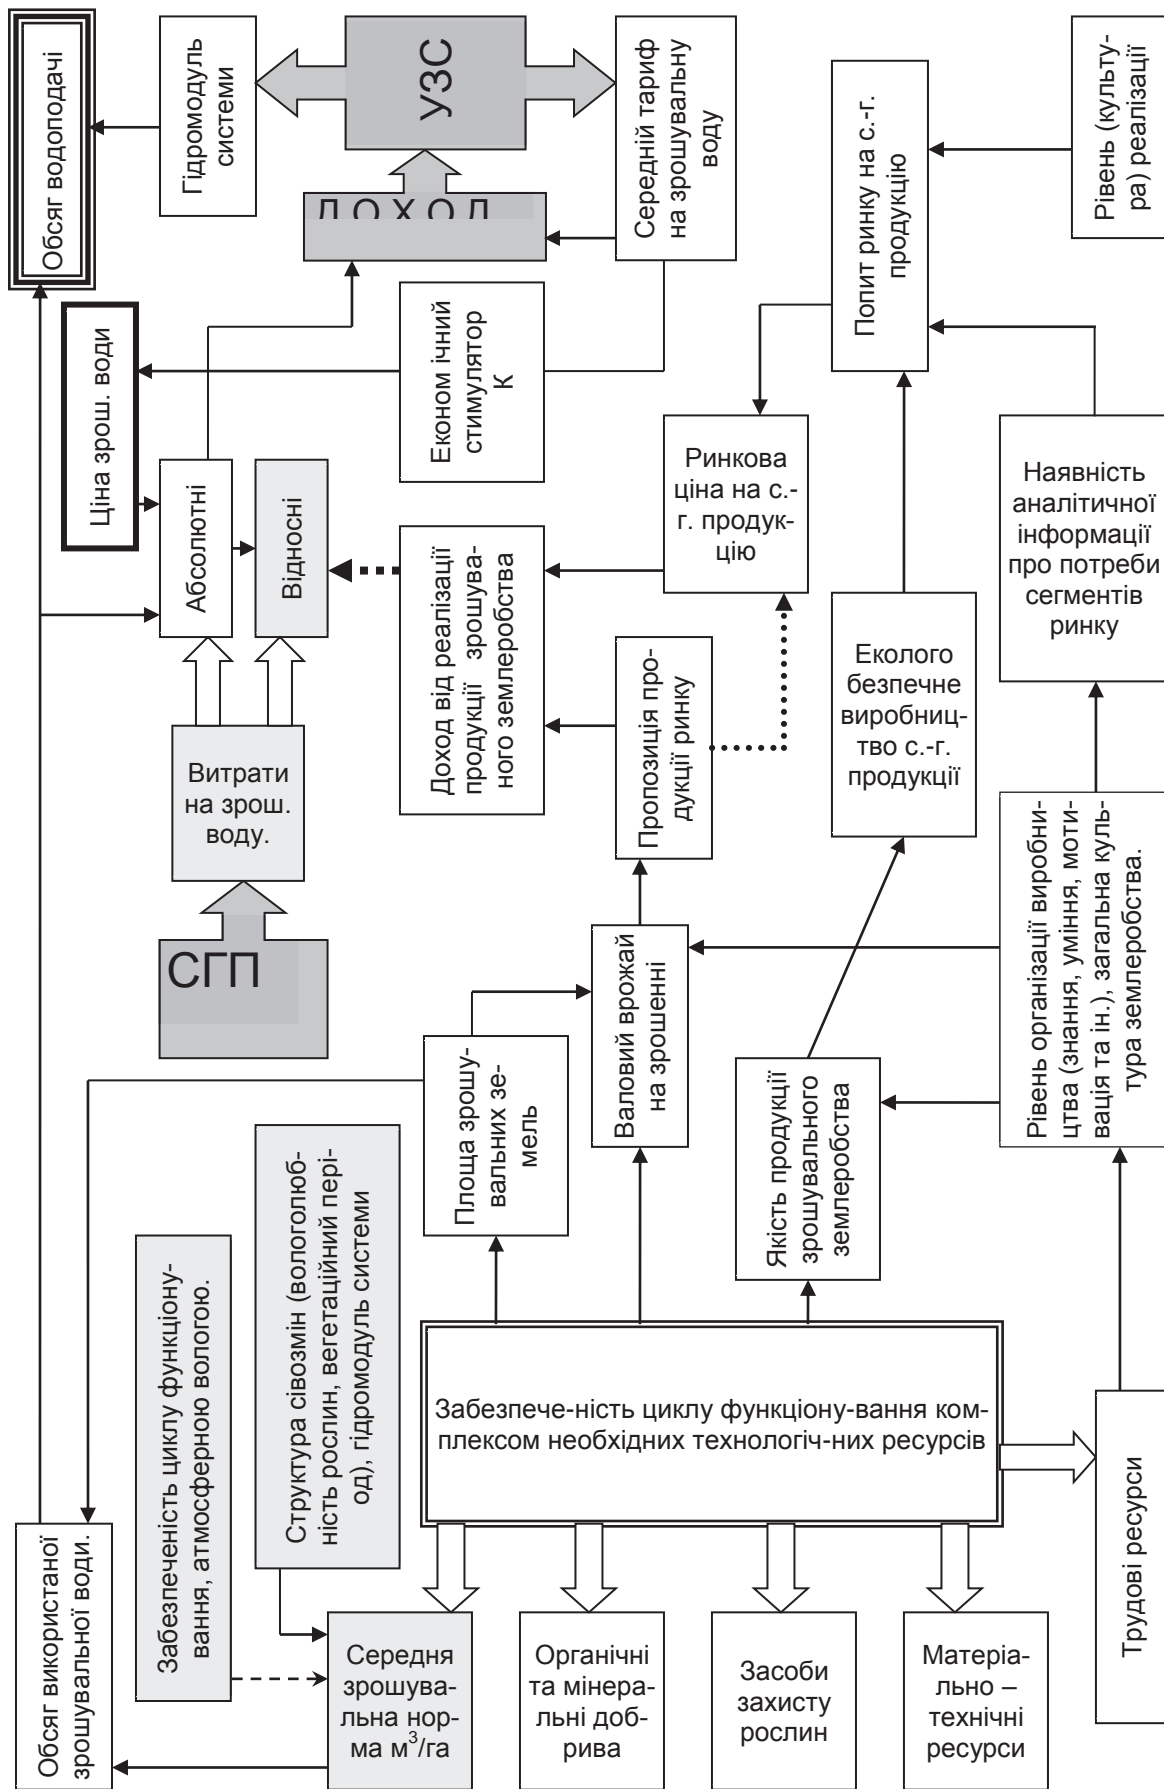 Обсяг водоподачі
Гідромодуль
системи
УЗС
ДОХОД
Середній тариф
на зрошувальну
воду
Ціна зрош. води
Економ ічний
стимулятор
К
Попит ринку на с.-г.
продукцію
Рівень (культу-
ра) реалізації
Абсолютні
Відносні
Ринкова
ціна на с.-
г. продук-
цію
Доход від реалізації
продукції зрошува-
ного землеробства
Наявність
аналітичної
інформації
про потреби
сегментів
ринку
Еколого
безпечне
виробниц-
тво с.-г.
продукції
Пропозиція про-
дукції ринку
Витрати
на зрош.
воду.
СГП
Валовий врожай
на зрошенні
Рівень організації виробни-
цтва (знання, уміння, моти-
вація та ін.), загальна куль-
тура землеробства.
Площа зрошу-
вальних зе-
мель
Якість продукції
зрошувального
землеробства
Забезпеченість циклу функціону-
вання, атмосферною вологою.
Структура сівозмін (вологолюб-
ність рослин, вегетаційний пері-
од), гідромодуль системи
Забезпече-ність циклу функціону-вання ком-
плексом необхідних технологіч-них ресурсів
Обсяг використаної
зрошувальної води.
Середня
зрошува-
льна нор-
ма м³/га
Органічні
та мінера-
льні доб-
рива
Засоби
захисту
рослин
Матеріа-
льно –
технічні
ресурси
Трудові ресурси